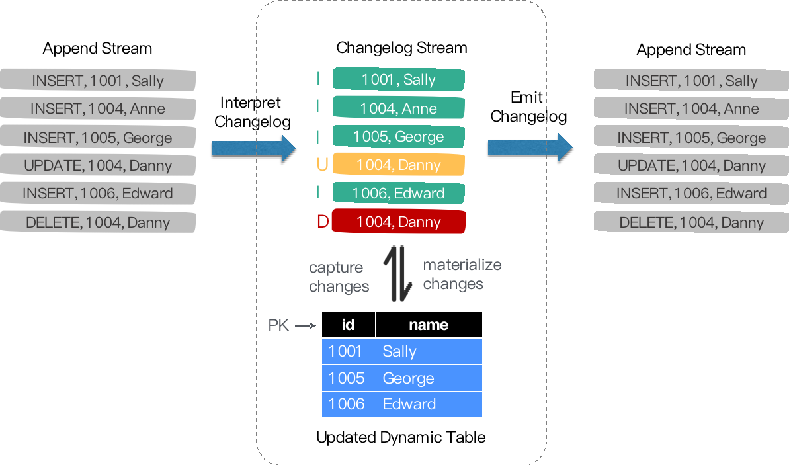 Append Stream
INSERT, 1001, Sally
INSERT, 1004, Anne
INSERT, 1005, George
UPDATE, 1004, Danny
INSERT, 1006, Edward
DELETE, 1004, Danny
Interpret
Changelog
Changelog Stream
I 1001, Sally
I 1004, Anne
I 1005, George
U 1004, Danny
I 1006, Edward
D 1004, Danny
capture
changes
materialize
changes
PK
id name
1001 Sally
1005 George
1006 Edward
Updated Dynamic Table
Emit
Changelog
Append Stream
INSERT, 1001, Sally
INSERT, 1004, Anne
INSERT, 1005, George
UPDATE, 1004, Danny
INSERT, 1006, Edward
DELETE, 1004, Danny